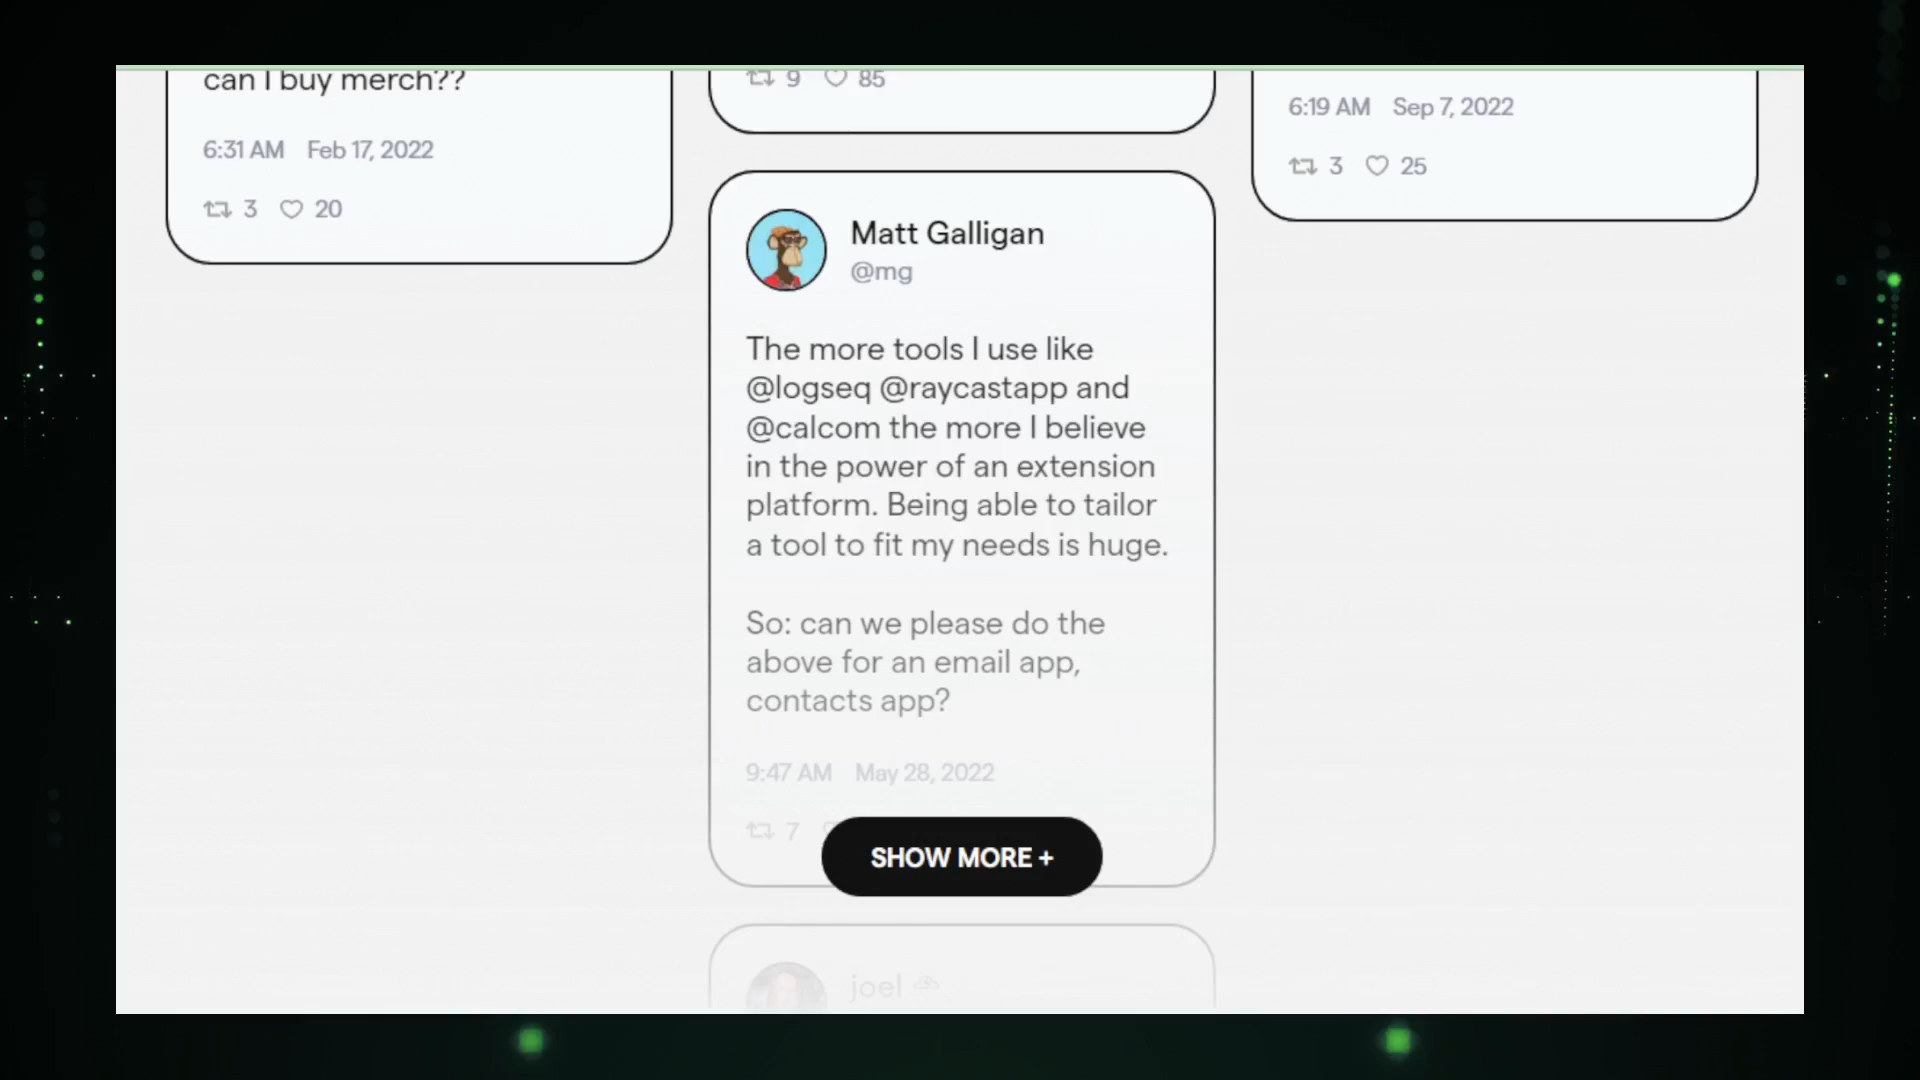 can I buy merch??
6:31 AM Feb 17, 2022
3 20
9 85
Matt Galligan
@mg
The more tools I use like
@logseq @raycastapp and
@calcom the more I believe
in the power of an extension
platform. Being able to tailor
a tool to fit my needs is huge.
So: can we please do the
above for an email app,
contacts app?
9:47 AM May 28, 2022
7
SHOW MORE +
joel
6:19 AM Sep 7, 2022
3 25